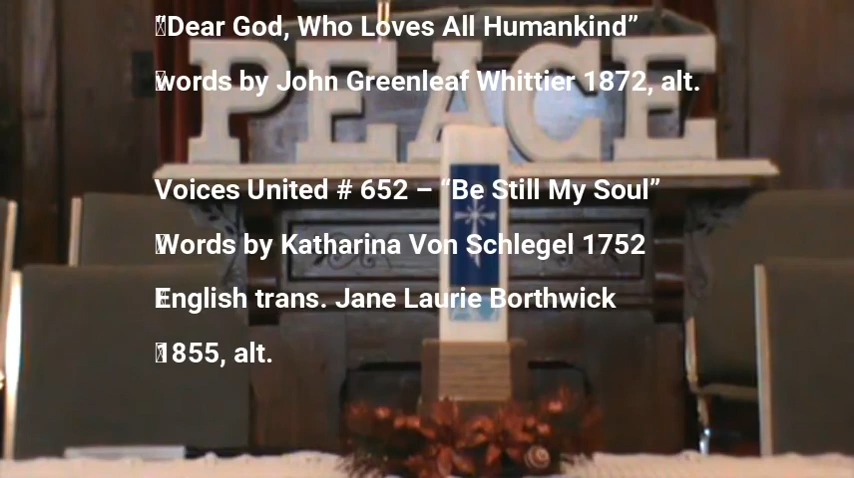 “Dear God, Who Loves All Humankind”
words by John Greenleaf Whittier 1872, alt.
PEACE
Voices United # 652 – “Be Still My Soul”
Words by Katharina Von Schlegel 1752
English trans. Jane Laurie Borthwick
1855, alt.